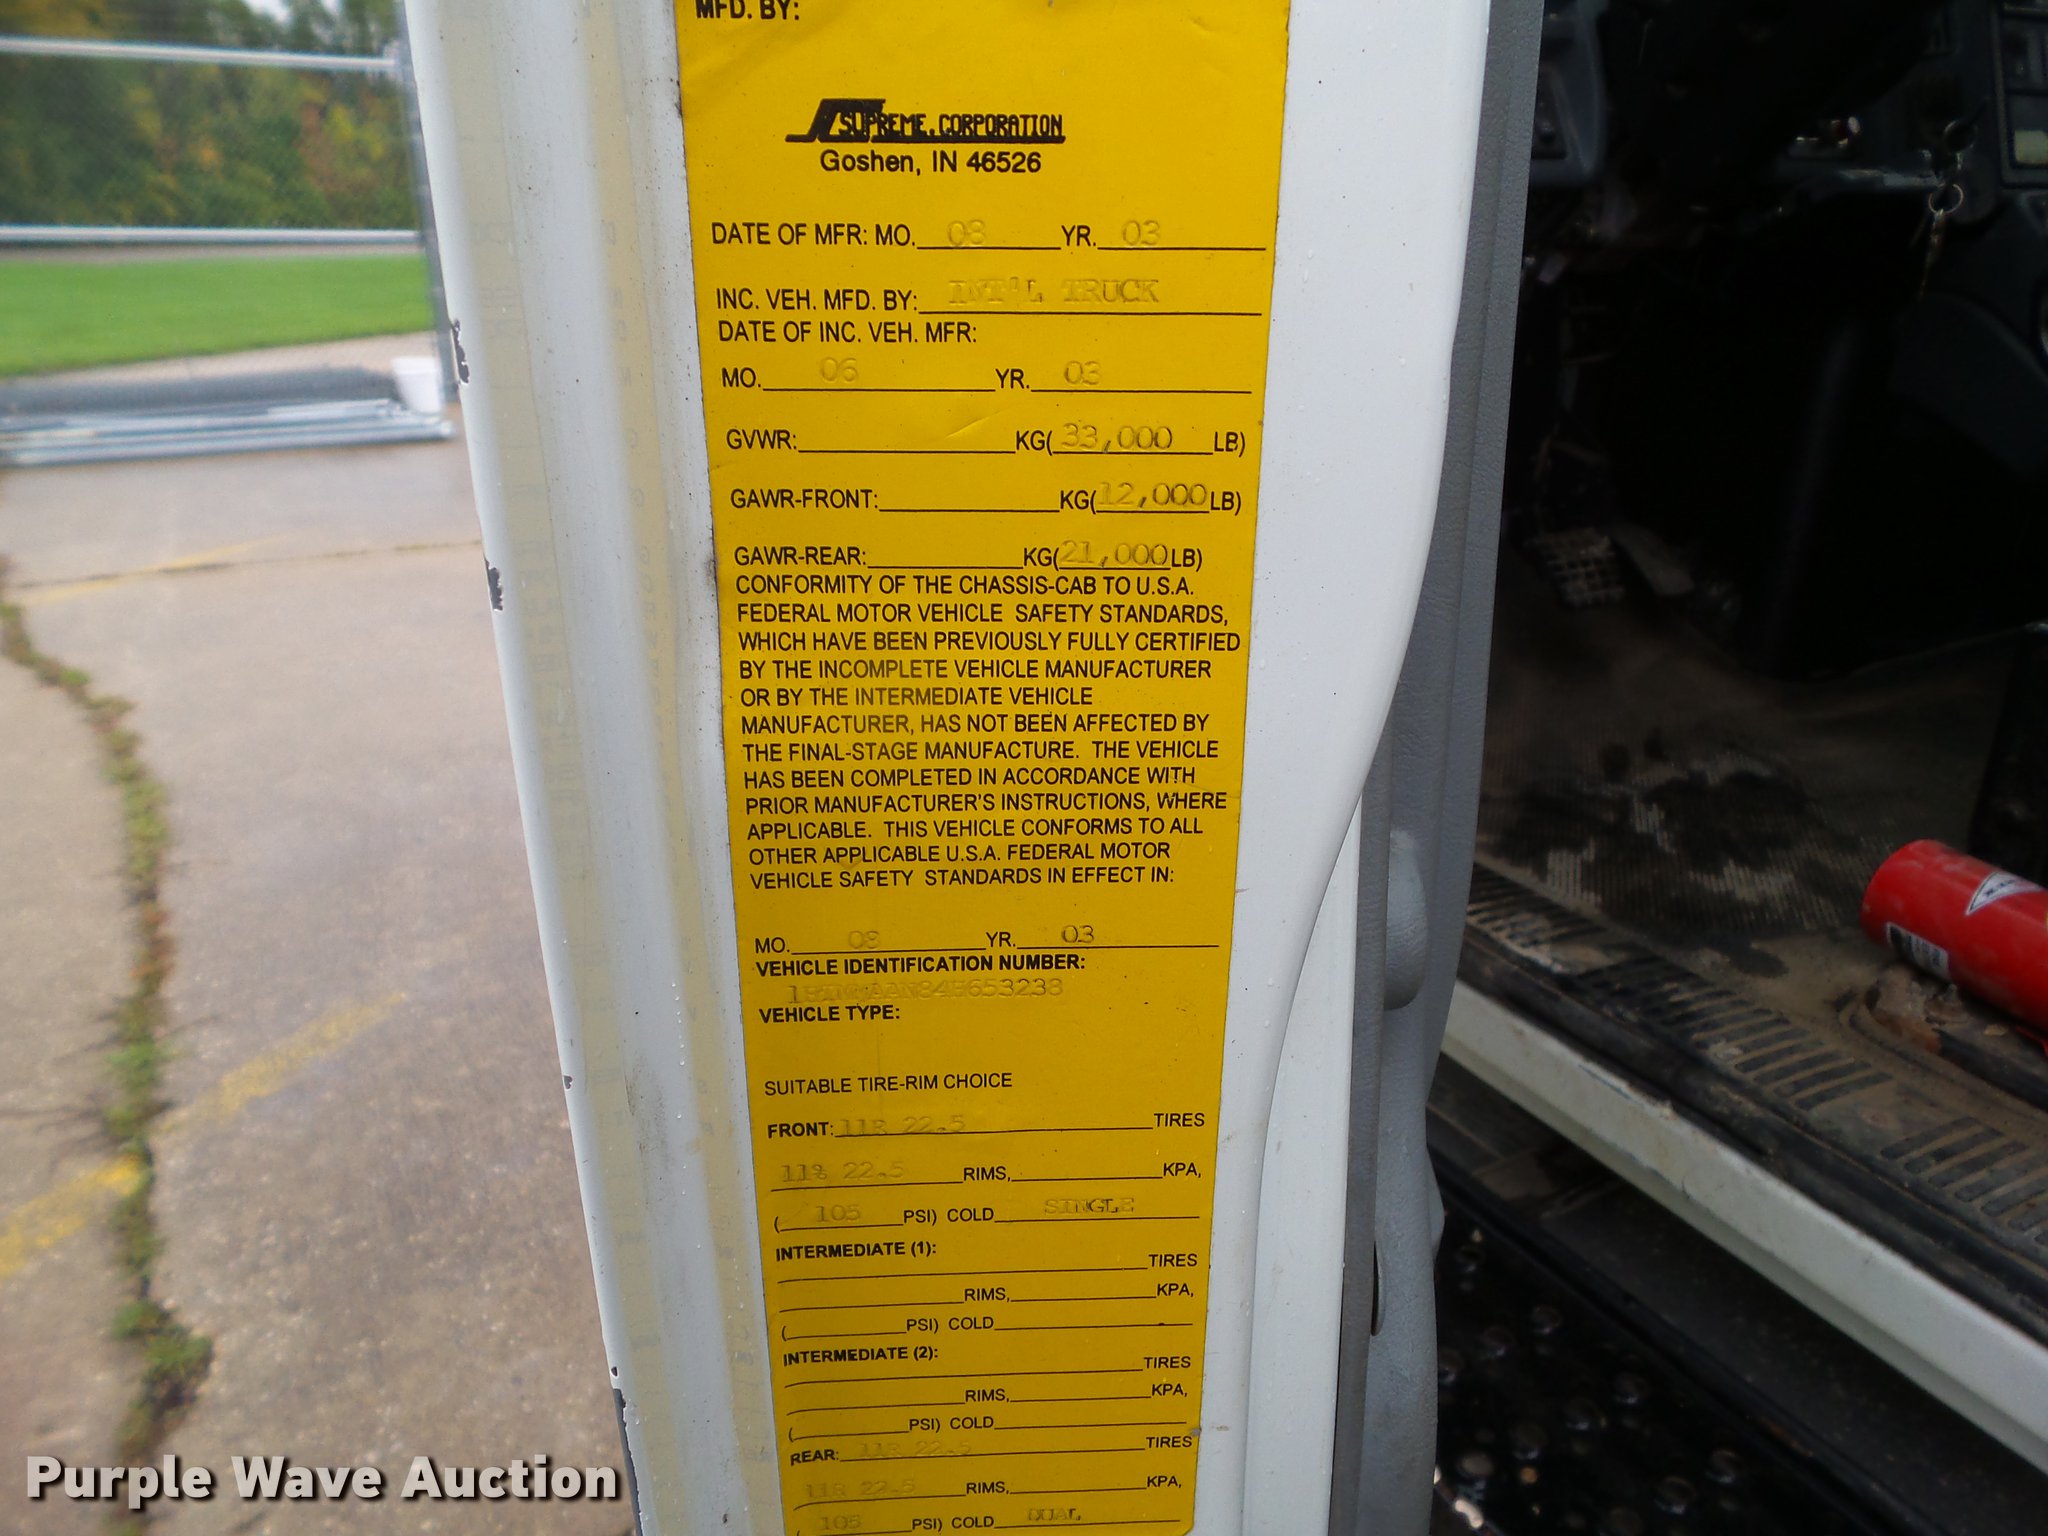 MFD. BY:
SUPREME CORPORATION
Goshen, IN 46526
DATE OF MFR: MO. 08 YR. 03
INC. VEH. MFD. BY: INT'L TRUCK
DATE OF INC. VEH. MFR:
MO. 06 YR. 03
GVWR: KG( 33,000 LB)
GAWR-FRONT: KG( 12,000 LB)
GAWR-REAR: KG( 21,000 LB)
CONFORMITY OF THE CHASSIS-CAB TO U.S.A.
FEDERAL MOTOR VEHICLE SAFETY STANDARDS,
WHICH HAVE BEEN PREVIOUSLY FULLY CERTIFIED
BY THE INCOMPLETE VEHICLE MANUFACTURER
OR BY THE INTERMEDIATE VEHICLE
MANUFACTURER, HAS NOT BEEN AFFECTED BY
THE FINAL-STAGE MANUFACTURE. THE VEHICLE
HAS BEEN COMPLETED IN ACCORDANCE WITH
PRIOR MANUFACTURER'S INSTRUCTIONS, WHERE
APPLICABLE. THIS VEHICLE CONFORMS TO ALL
OTHER APPLICABLE U.S.A. FEDERAL MOTOR
VEHICLE SAFETY STANDARDS IN EFFECT IN:
MO. 08 YR. 03
VEHICLE IDENTIFICATION NUMBER:
VEHICLE TYPE:
SUITABLE TIRE-RIM CHOICE
FRONT: 11R 22.5 TIRES
11R 22.5 RIMS, KPA,
( 105 PSI) COLD SINGLE
INTERMEDIATE (1):
TIRES
RIMS, KPA,
( PSI) COLD
INTERMEDIATE (2):
TIRES
RIMS, KPA,
( PSI) COLD
REAR: 11R 22.5 TIRES
11R 22.5 RIMS, KPA,
( 105 PSI) COLD DUAL
Purple Wave Auction